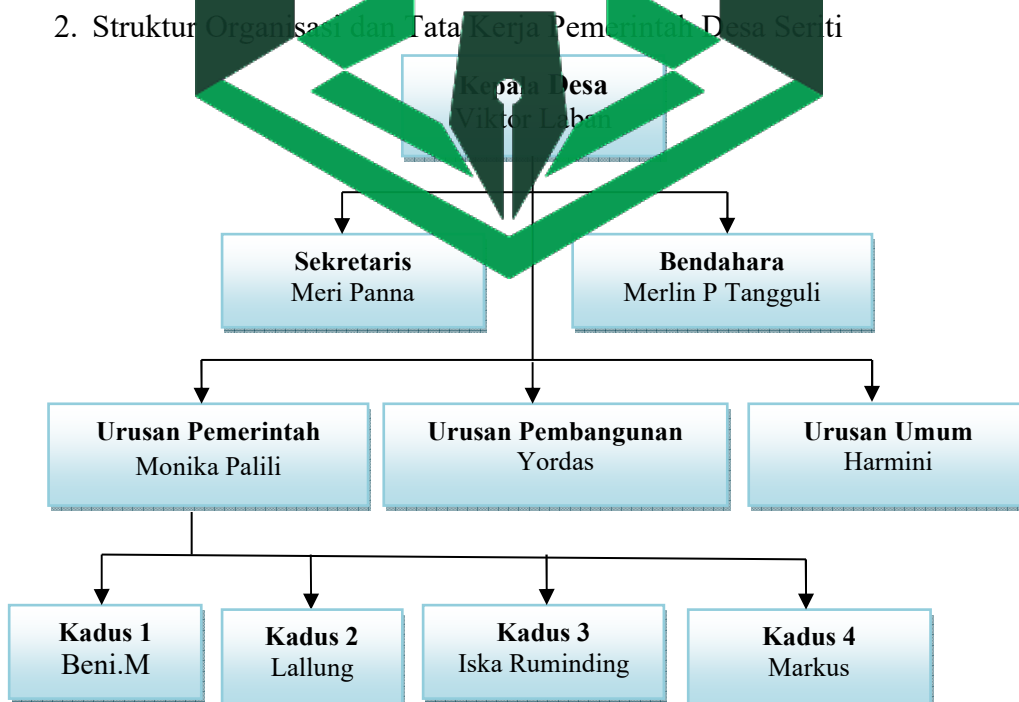 2. Struktur Organisasi dan Tata Kerja Pemerintah Desa Seriti
Kepala Desa
Viktor Laban
Sekretaris
Meri Panna
Bendahara
Merlin P Tangguli
Urusan Pemerintah
Monika Palili
Urusan Pembangunan
Yordas
Urusan Umum
Harmini
Kadus 1
Beni.M
Kadus 2
Lallung
Kadus 3
Iska Ruminding
Kadus 4
Markus